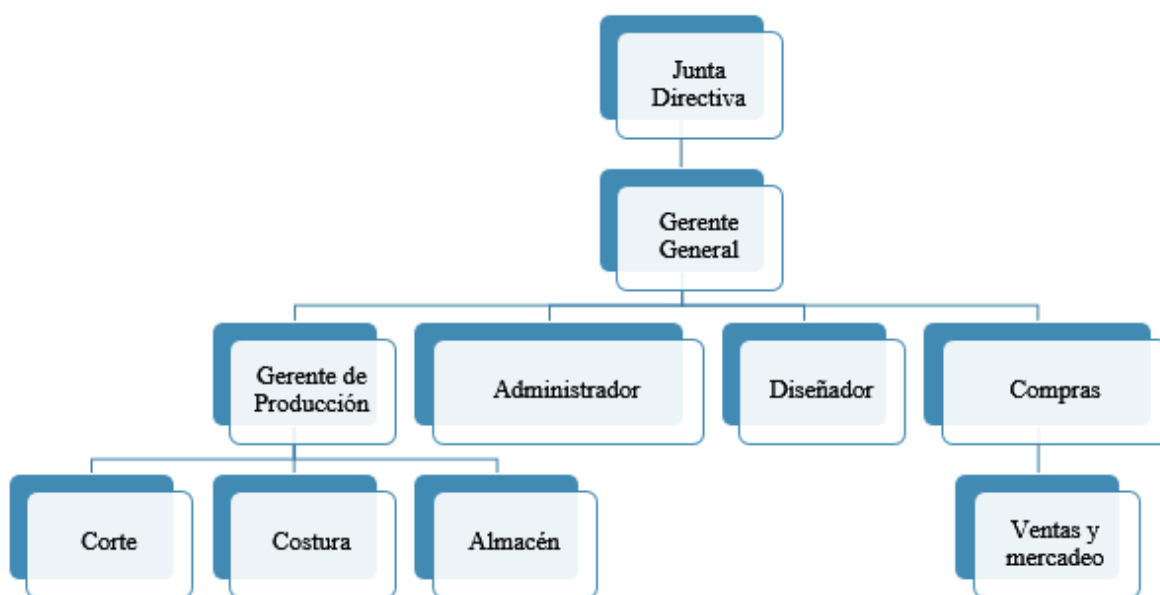 Junta
Directiva
Gerente
General
Gerente de
Producción
Administrador
Diseñador
Compras
Corte
Costura
Almacén
Ventas y
mercadeo